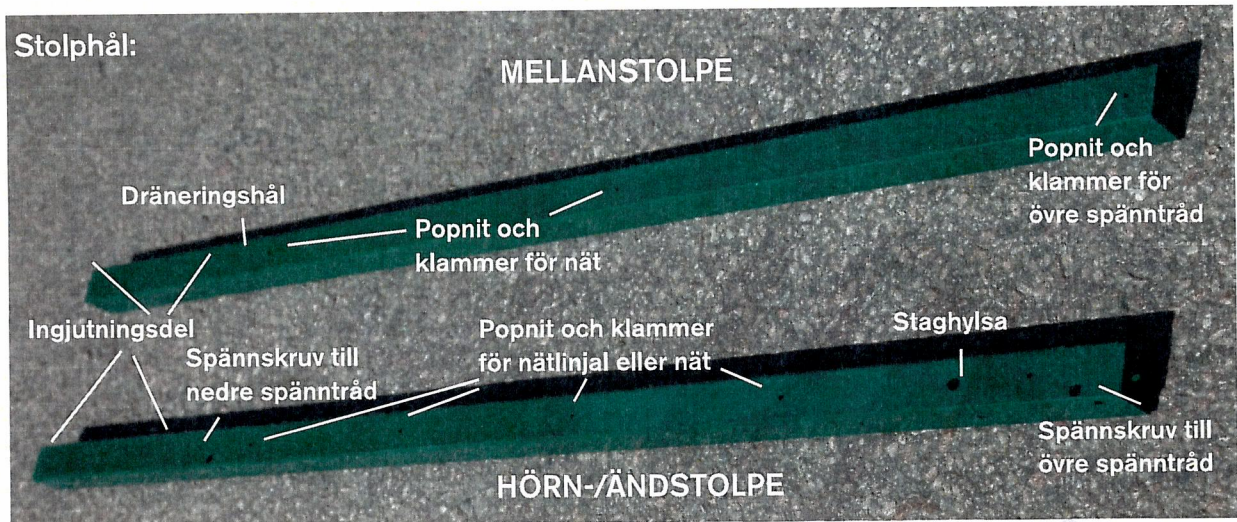 Stolphål:
MELLANSTOLPE
Popnit och
klammer för
övre spänntråd
Dräneringshål
Popnit och
klammer för nät
Ingjutningsdel
Spännskruv till
nedre spänntråd
Popnit och klammer
för nätlinjal eller nät
Staghylsa
Spännskruv till
övre spänntråd
HÖRN-/ÄNDSTOLPE